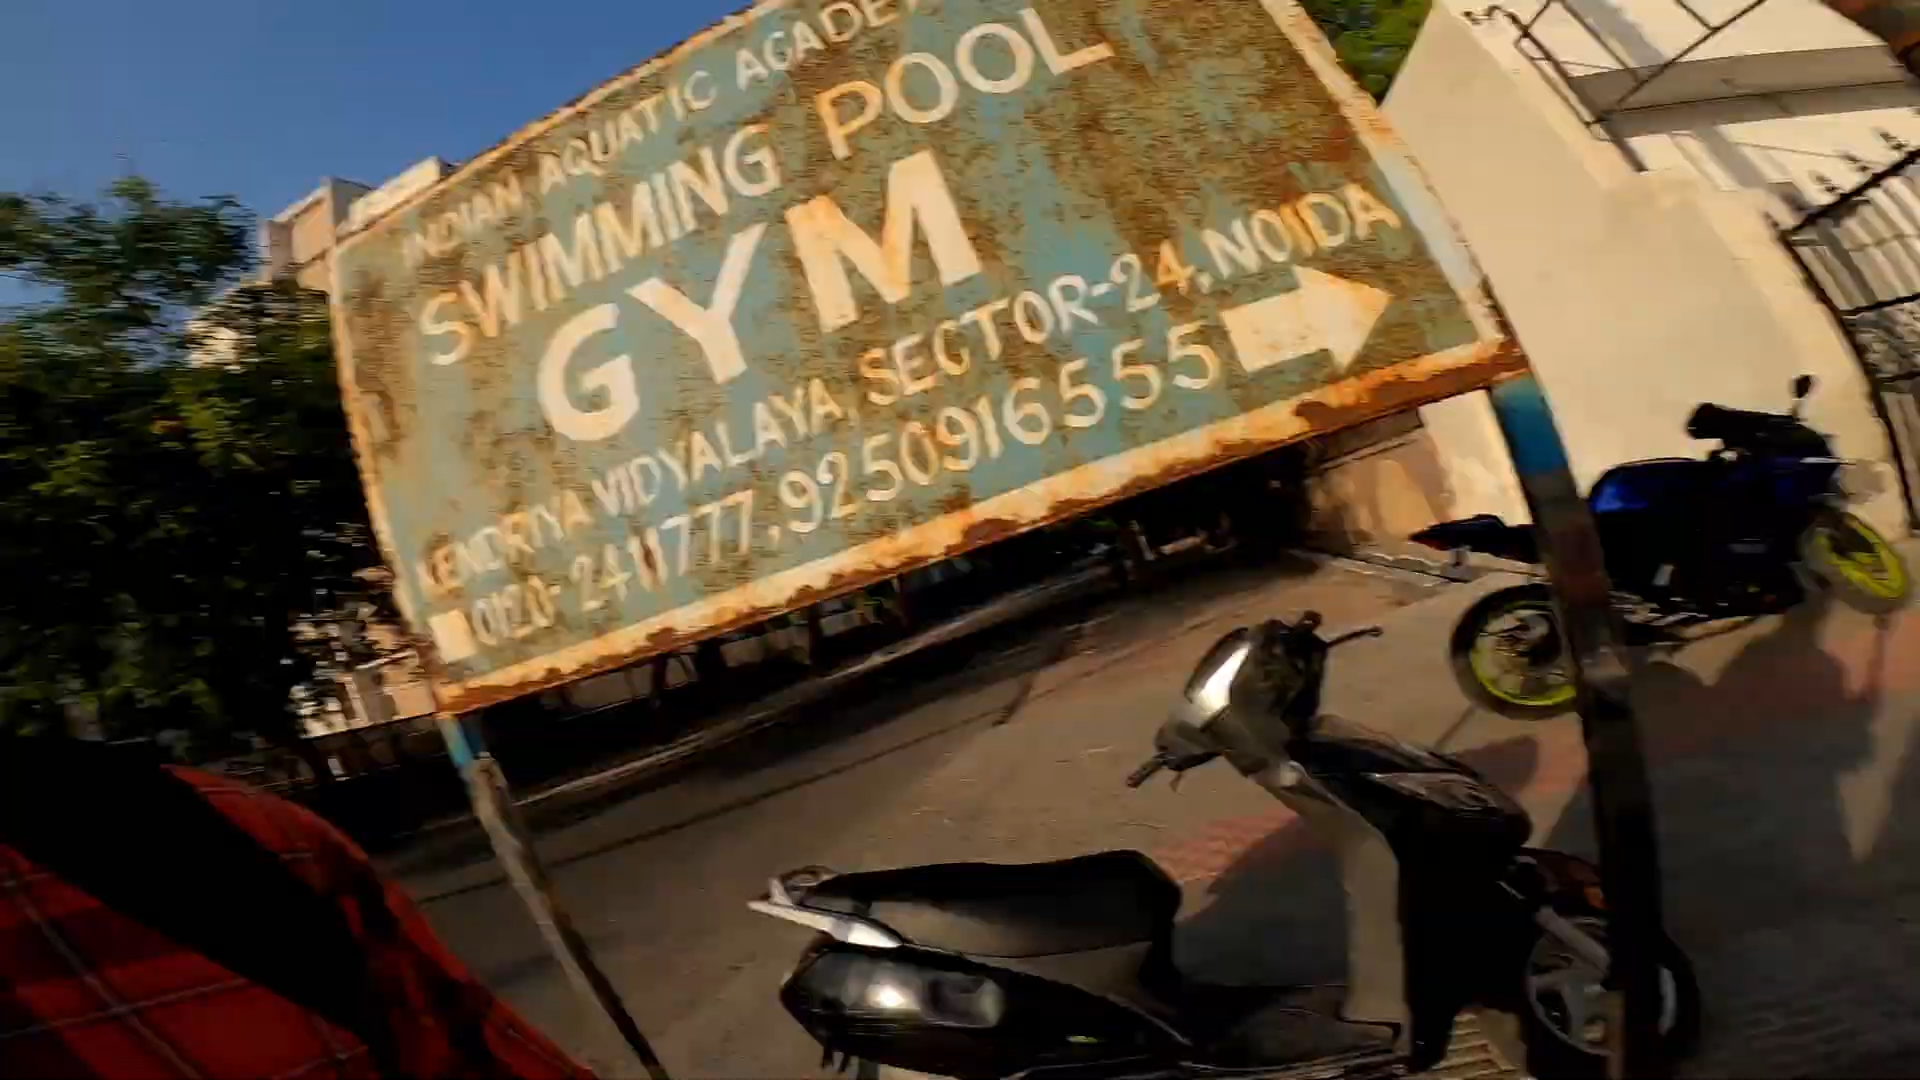 INDIAN AQUATIC ACADE
SWIMMING POOL
GYM
KENDRIYA VIDYALAYA, SECTOR-24, NOIDA
0120-2411777, 9250916555